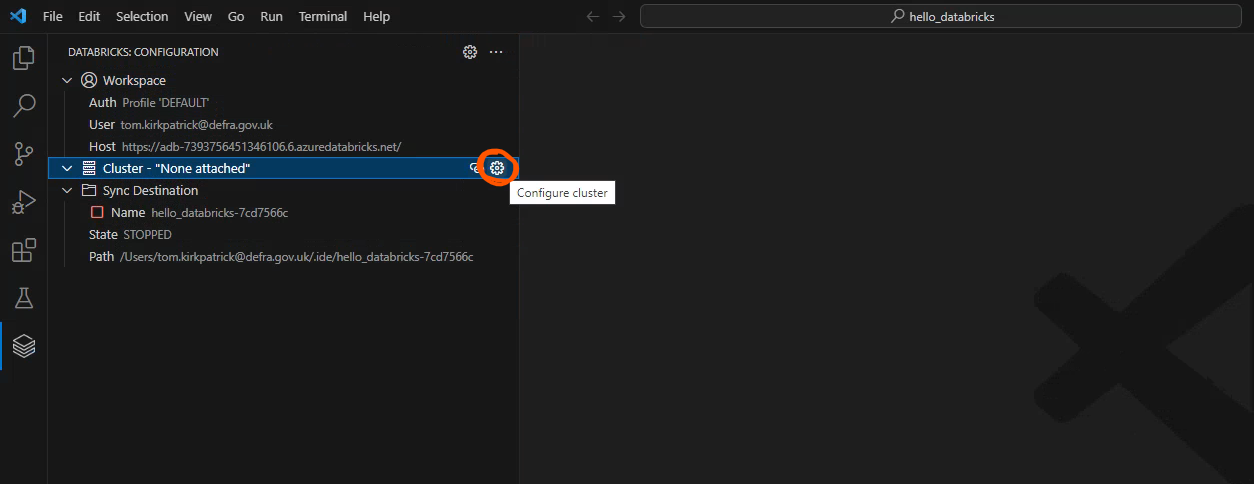 File Edit Selection View Go Run Terminal Help hello_databricks
DATABRICKS: CONFIGURATION
Workspace
Auth Profile 'DEFAULT'
User tom.kirkpatrick@defra.gov.uk
Host https://adb-7393756451346106.6.azuredatabricks.net/
Cluster - "None attached"
Configure cluster
Sync Destination
Name hello_databricks-7cd7566c
State STOPPED
Path /Users/tom.kirkpatrick@defra.gov.uk/.ide/hello_databricks-7cd7566c